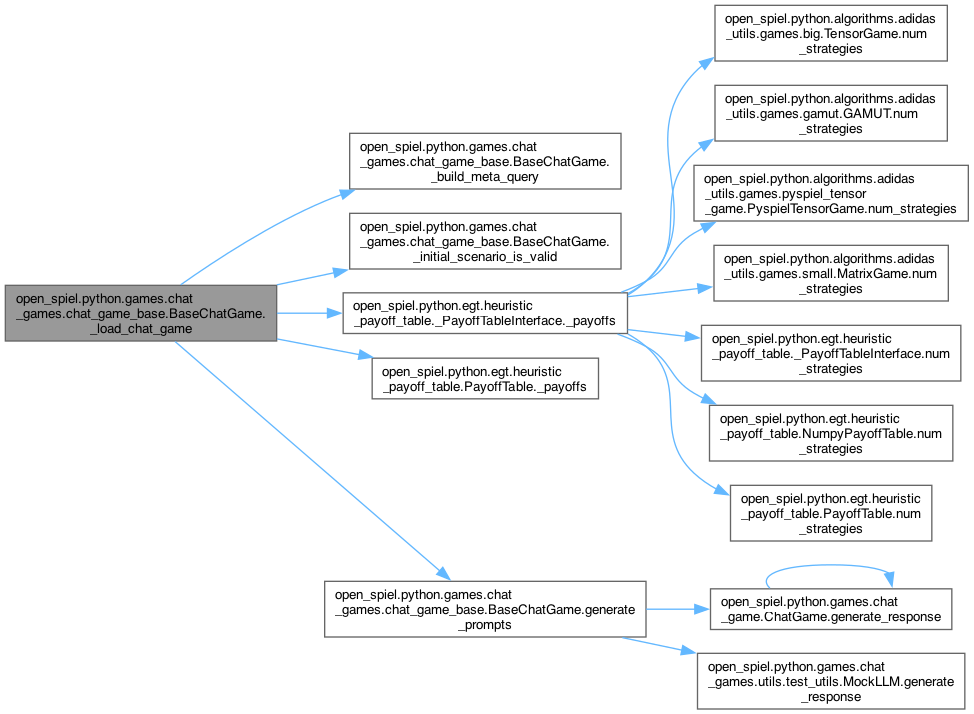 open_spiel.python.algorithms.adidas
_utils.games.big.TensorGame.num
_strategies
open_spiel.python.algorithms.adidas
_utils.games.gamut.GAMUT.num
_strategies
open_spiel.python.games.chat
_games.chat_game_base.BaseChatGame.
_build_meta_query
open_spiel.python.algorithms.adidas
_utils.games.pyspiel_tensor
_game.PyspielTensorGame.num_strategies
open_spiel.python.games.chat
_games.chat_game_base.BaseChatGame.
_initial_scenario_is_valid
open_spiel.python.algorithms.adidas
_utils.games.small.MatrixGame.num
_strategies
open_spiel.python.games.chat
_games.chat_game_base.BaseChatGame.
_load_chat_game
open_spiel.python.egt.heuristic
_payoff_table._PayoffTableInterface._payoffs
open_spiel.python.egt.heuristic
_payoff_table._PayoffTableInterface.num
_strategies
open_spiel.python.egt.heuristic
_payoff_table.PayoffTable._payoffs
open_spiel.python.egt.heuristic
_payoff_table.NumpyPayoffTable.num
_strategies
open_spiel.python.egt.heuristic
_payoff_table.PayoffTable.num
_strategies
open_spiel.python.games.chat
_games.chat_game_base.BaseChatGame.generate
_prompts
open_spiel.python.games.chat
_game.ChatGame.generate_response
open_spiel.python.games.chat
_games.utils.test_utils.MockLLM.generate
_response